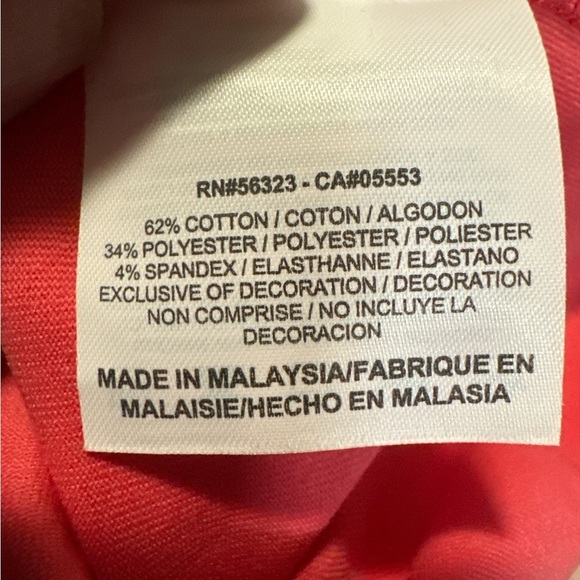 RN#56323 - CA#05553
62% COTTON / COTON / ALGODON
34% POLYESTER / POLYESTER / POLIESTER
4% SPANDEX / ELASTHANNE / ELASTANO
EXCLUSIVE OF DECORATION / DECORATION
NON COMPRISE / NO INCLUYE LA
DECORACION
MADE IN MALAYSIA/FABRIQUE EN
MALAISIE/HECHO EN MALASIA